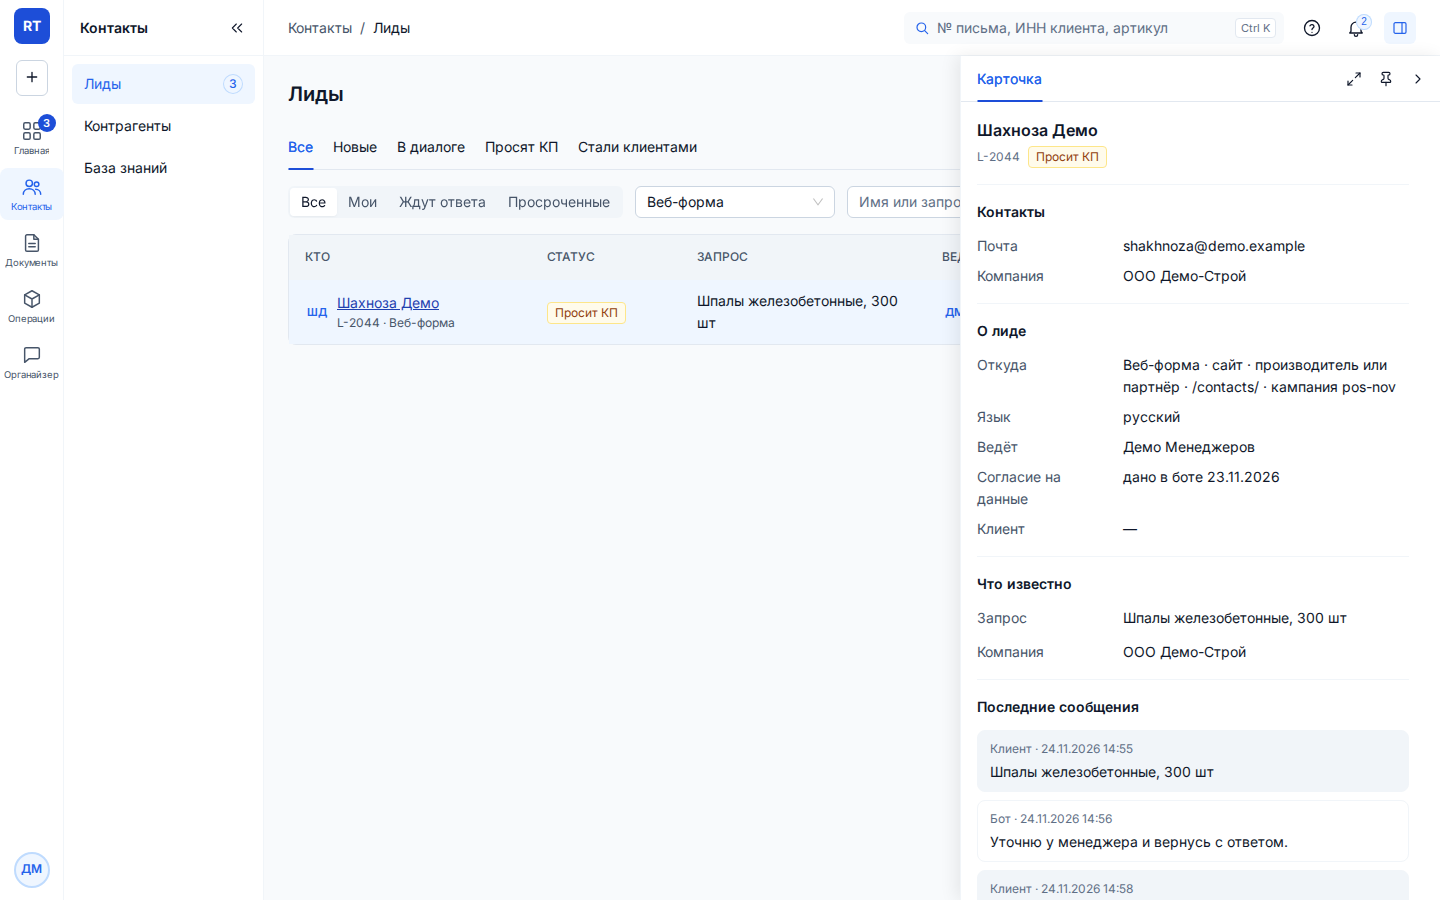 RT
Контакты
Контакты / Лиды
№ письма, ИНН клиента, артикул
Ctrl K
2
3
Главная
Контакты
Документы
Операции
Органайзер
ДМ
Лиды
3
Контрагенты
База знаний
Лиды
Все
Новые
В диалоге
Просят КП
Стали клиентами
Все
Мои
Ждут ответа
Просроченные
Веб-форма
Имя или запро
КТО
СТАТУС
ЗАПРОС
ВЕД
ШД
Шахноза Демо
L-2044 · Веб-форма
Просит КП
Шпалы железобетонные, 300
шт
ДМ
Карточка
Шахноза Демо
L-2044
Просит КП
Контакты
Почта
shakhnoza@demo.example
Компания
ООО Демо-Строй
О лиде
Откуда
Веб-форма · сайт · производитель или
партнёр · /contacts/ · кампания pos-nov
Язык
русский
Ведёт
Демо Менеджеров
Согласие на
данные
дано в боте 23.11.2026
Клиент
—
Что известно
Запрос
Шпалы железобетонные, 300 шт
Компания
ООО Демо-Строй
Последние сообщения
Клиент · 24.11.2026 14:55
Шпалы железобетонные, 300 шт
Бот · 24.11.2026 14:56
Уточню у менеджера и вернусь с ответом.
Клиент · 24.11.2026 14:58